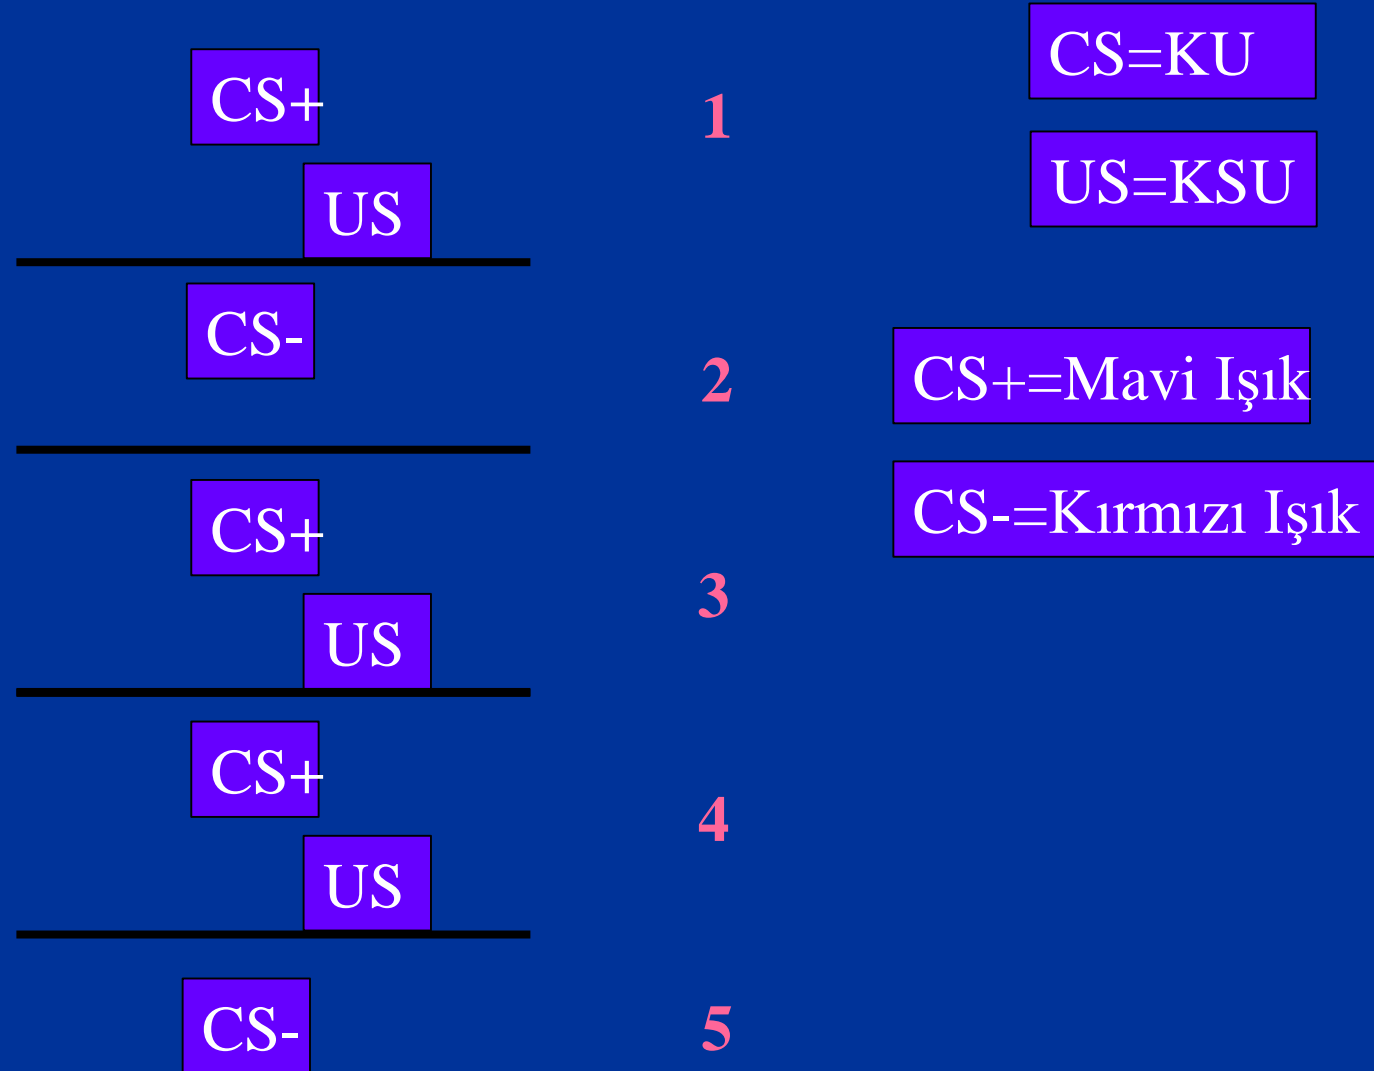 CS+
1
US
CS-
2
CS+
3
US
CS+
4
US
CS-
5
CS=KU
US=KSU
CS+=Mavi Işık
CS-=Kırmızı Işık